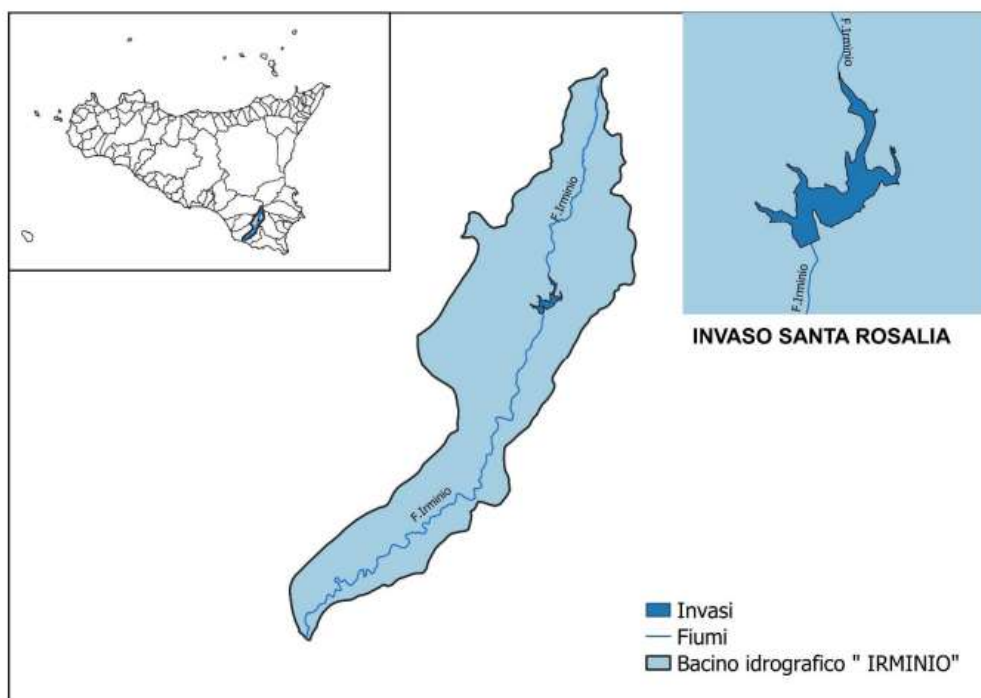 F.Irminio
F.Irminio
INVASO SANTA ROSALIA
F.Irminio
F.Irminio
Invasi
Fiumi
Bacino idrografico " IRMINIO"